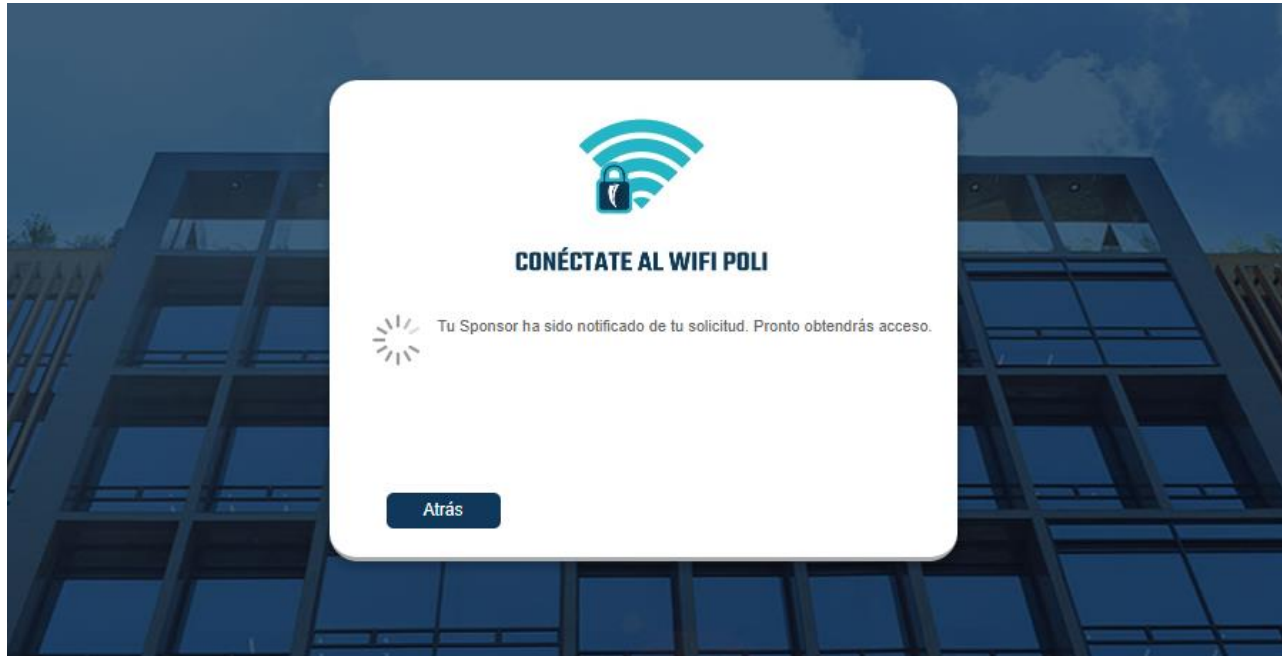 CONÉCTATE AL WIFI POLI
Tu Sponsor ha sido notificado de tu solicitud. Pronto obtendrás acceso.
Atrás